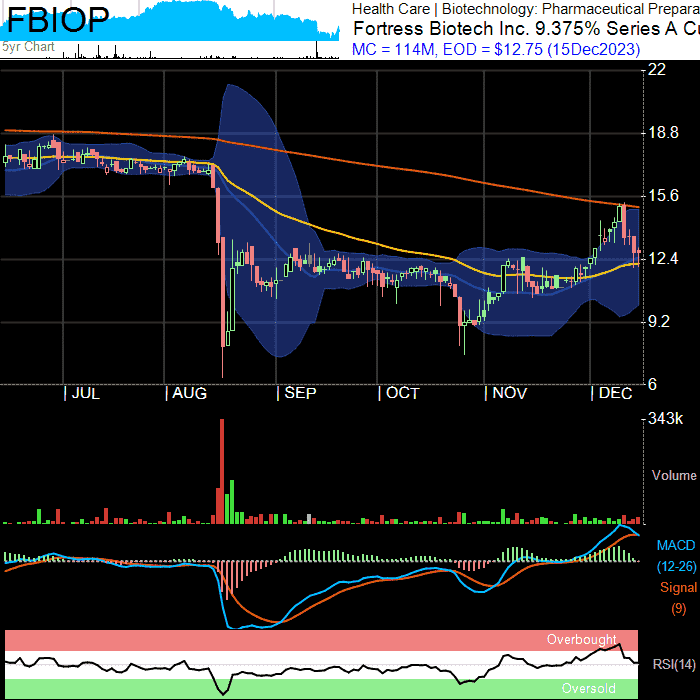 FBIOP
5yr Chart
Health Care | Biotechnology: Pharmaceutical Prepara
Fortress Biotech Inc. 9.375% Series A Cu
MC = 114M, EOD = $12.75 (15Dec2023)
22
18.8
15.6
12.4
9.2
6
| JUL | AUG | SEP | OCT | NOV | DEC
343k
Volume
MACD
(12-26)
Signal
(9)
Overbought
RSI(14)
Oversold